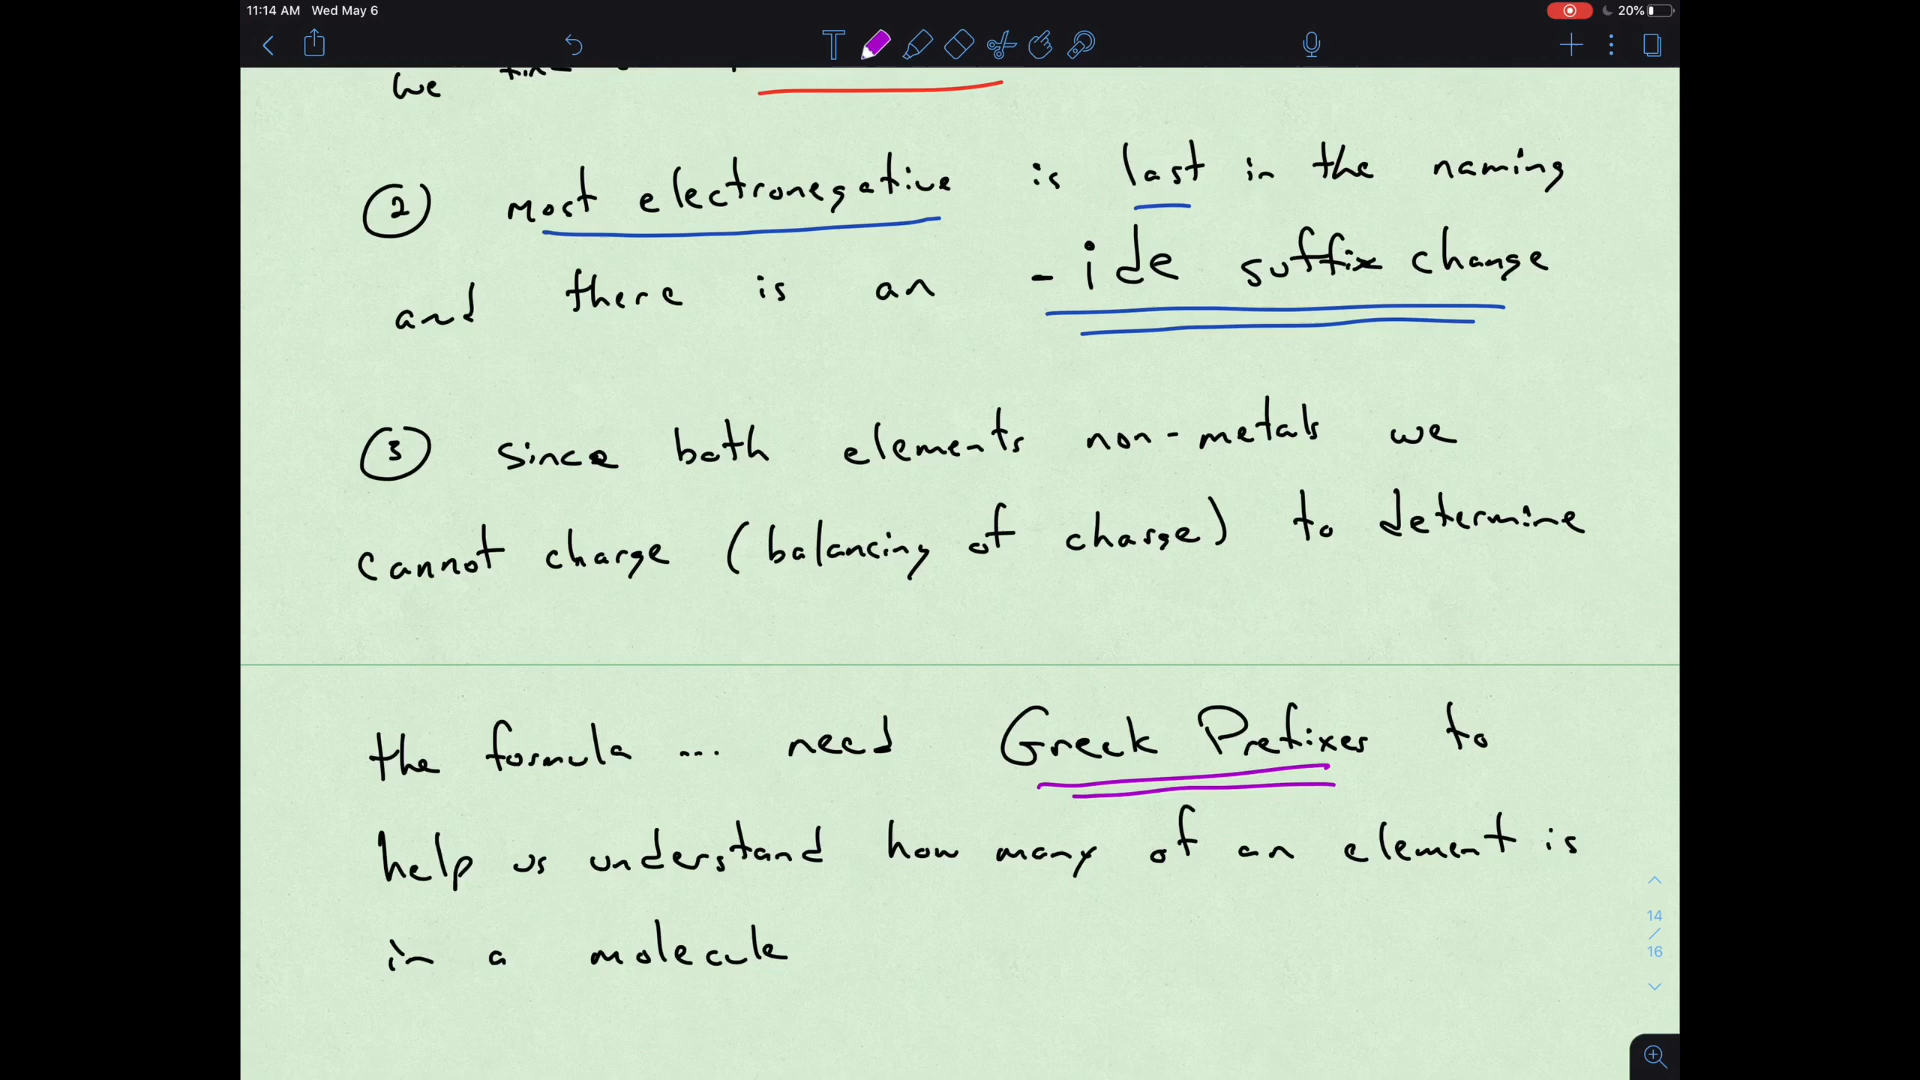 11:14 AM Wed May 6
20%
T
we
② most electronegative is last in the naming
and there is an -ide suffix change
③ since both elements non-metals we
cannot charge (balancing of charge) to determine
the formula ... need Greek Prefixes to
help us understand how many of an element is
in a molecule
14
/
16